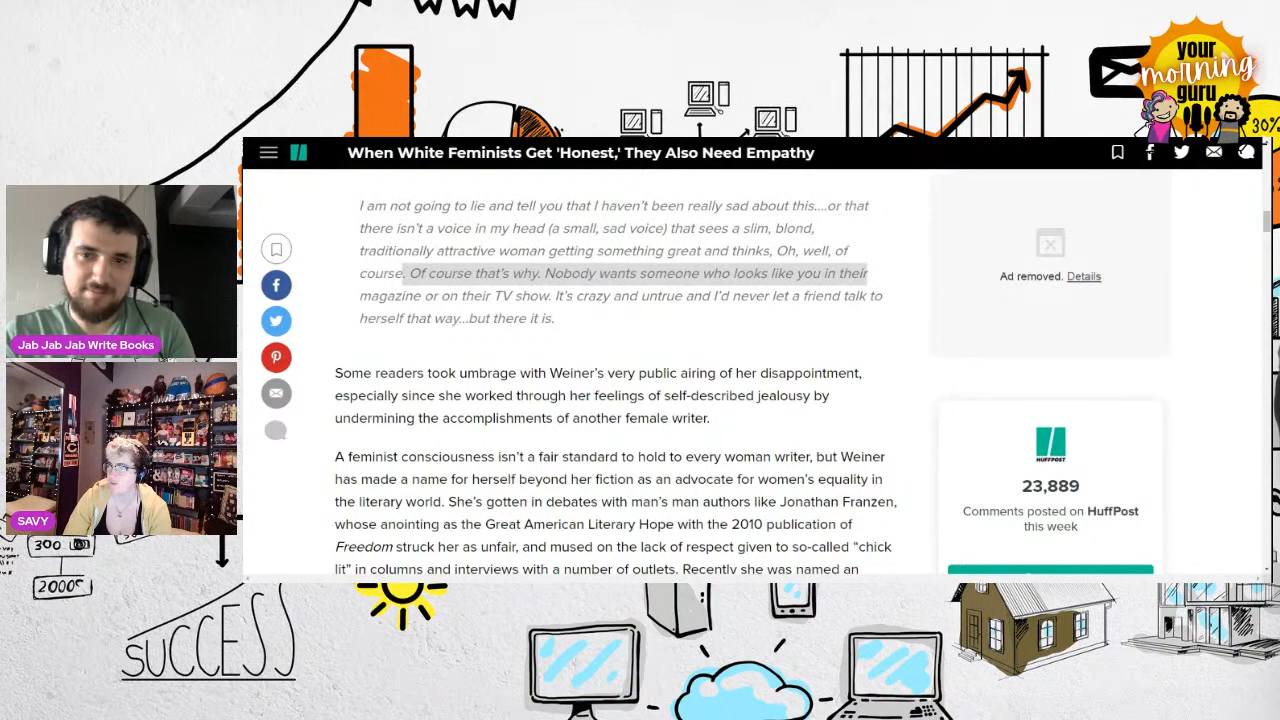 WWW
your
morning
guru
30%
When White Feminists Get 'Honest,' They Also Need Empathy
I am not going to lie and tell you that I haven't been really sad about this....or that
there isn't a voice in my head (a small, sad voice) that sees a slim, blond,
traditionally attractive woman getting something great and thinks, Oh, well, of
course. Of course that's why. Nobody wants someone who looks like you in their
magazine or on their TV show. It's crazy and untrue and I'd never let a friend talk to
herself that way...but there it is.
Ad removed. Details
Jab Jab Jab Write Books
Some readers took umbrage with Weiner's very public airing of her disappointment,
especially since she worked through her feelings of self-described jealousy by
undermining the accomplishments of another female writer.
A feminist consciousness isn't a fair standard to hold to every woman writer, but Weiner
has made a name for herself beyond her fiction as an advocate for women's equality in
the literary world. She's gotten in debates with man's man authors like Jonathan Franzen,
whose anointing as the Great American Literary Hope with the 2010 publication of
Freedom struck her as unfair, and mused on the lack of respect given to so-called "chick
lit" in columns and interviews with a number of outlets. Recently she was named an
HUFFPOST
23,889
Comments posted on HuffPost
this week
SAVY
300
2000
SUCCESS